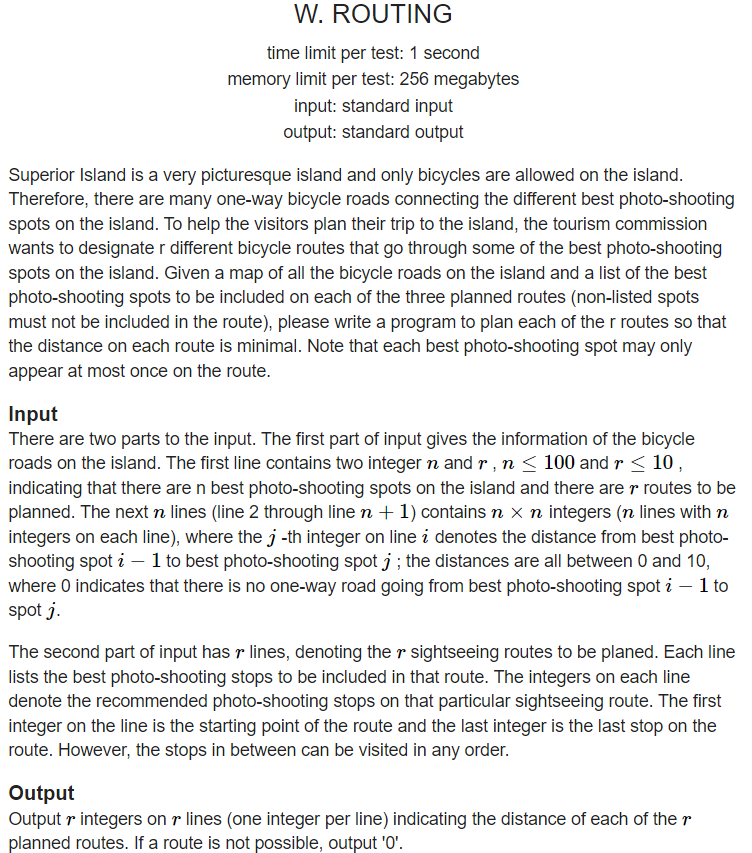 W. ROUTING
time limit per test: 1 second
memory limit per test: 256 megabytes
input: standard input
output: standard output
Superior Island is a very picturesque island and only bicycles are allowed on the island.
Therefore, there are many one-way bicycle roads connecting the different best photo-shooting
spots on the island. To help the visitors plan their trip to the island, the tourism commission
wants to designate r different bicycle routes that go through some of the best photo-shooting
spots on the island. Given a map of all the bicycle roads on the island and a list of the best
photo-shooting spots to be included on each of the three planned routes (non-listed spots
must not be included in the route), please write a program to plan each of the r routes so that
the distance on each route is minimal. Note that each best photo-shooting spot may only
appear at most once on the route.
Input
There are two parts to the input. The first part of input gives the information of the bicycle
roads on the island. The first line contains two integer n and r , n ≤ 100 and r ≤ 10 ,
indicating that there are n best photo-shooting spots on the island and there are r routes to be
planned. The next n lines (line 2 through line n + 1) contains n × n integers (n lines with n
integers on each line), where the j -th integer on line i denotes the distance from best photo-
shooting spot i − 1 to best photo-shooting spot j ; the distances are all between 0 and 10,
where 0 indicates that there is no one-way road going from best photo-shooting spot i − 1 to
spot j.
The second part of input has r lines, denoting the r sightseeing routes to be planed. Each line
lists the best photo-shooting stops to be included in that route. The integers on each line
denote the recommended photo-shooting stops on that particular sightseeing route. The first
integer on the line is the starting point of the route and the last integer is the last stop on the
route. However, the stops in between can be visited in any order.
Output
Output r integers on r lines (one integer per line) indicating the distance of each of the r
planned routes. If a route is not possible, output '0'.